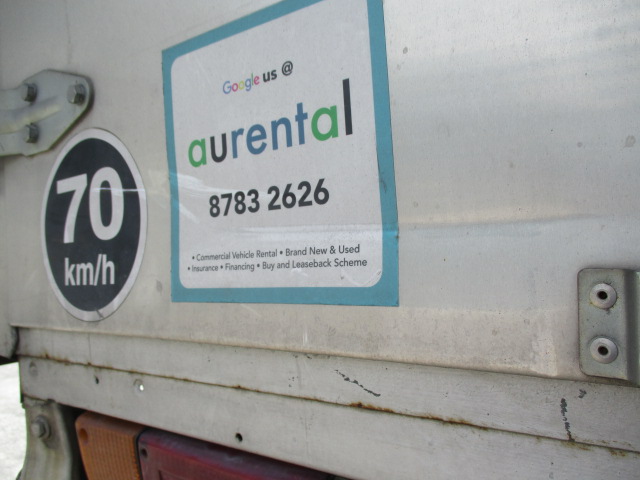 Google us @
aurental
8783 2626
• Commercial Vehicle Rental • Brand New & Used
• Insurance • Financing • Buy and Leaseback Scheme
70
km/h